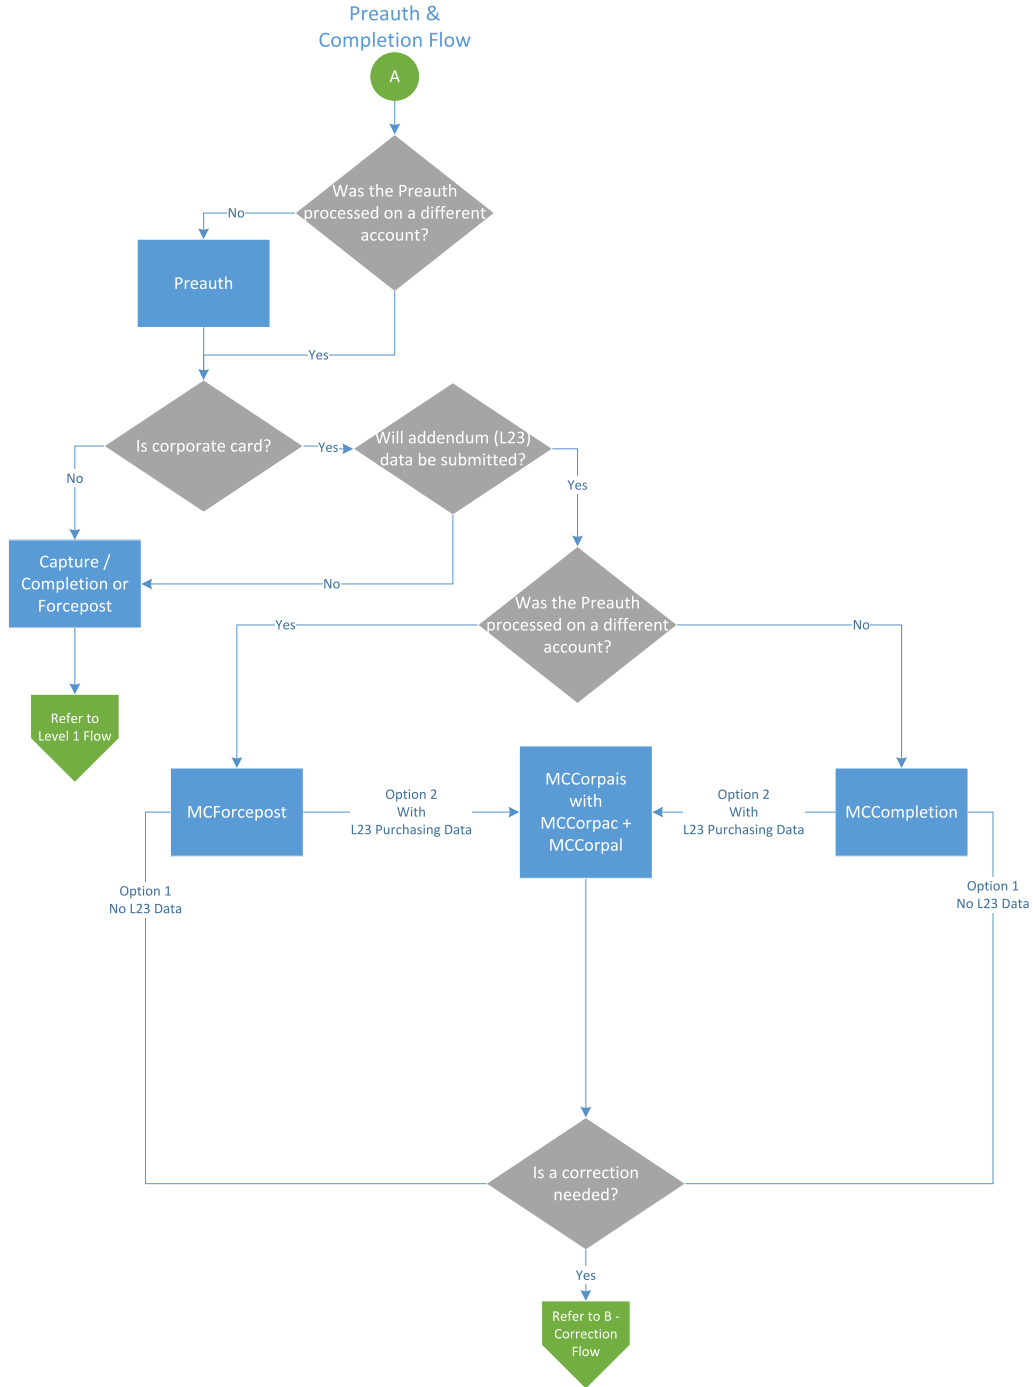 Preauth &
Completion Flow
A
Was the Preauth
processed on a different
account?
No
Preauth
Yes
Is corporate card?
Yes
Will addendum (L23)
data be submitted?
No
Yes
Capture /
Completion or
Forcepost
No
Was the Preauth
processed on a different
account?
Yes
No
Refer to
Level 1 Flow
MCForcepost
Option 2
With
L23 Purchasing Data
MCCorpais
with
MCCorpac +
MCCorpal
Option 2
With
L23 Purchasing Data
MCCompletion
Option 1
No L23 Data
Option 1
No L23 Data
Is a correction
needed?
Yes
Refer to B -
Correction
Flow